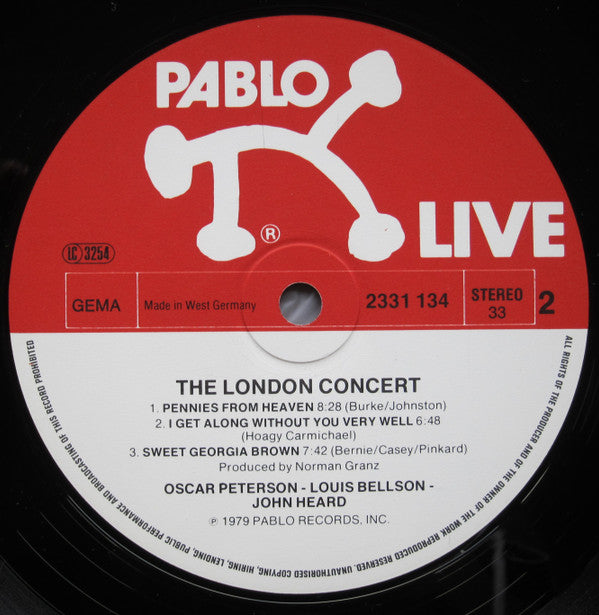 PABLO
®
LIVE
LC 3254
GEMA
Made in West Germany
2331 134
STEREO
33
2
THE LONDON CONCERT
1. PENNIES FROM HEAVEN 8:28 (Burke/Johnston)
2. I GET ALONG WITHOUT YOU VERY WELL 6:48
(Hoagy Carmichael)
3. SWEET GEORGIA BROWN 7:42 (Bernie/Casey/Pinkard)
Produced by Norman Granz
OSCAR PETERSON - LOUIS BELLSON -
JOHN HEARD
℗ 1979 PABLO RECORDS, INC.
ALL RIGHTS OF THE PRODUCER AND OF THE OWNER OF THE WORK REPRODUCED RESERVED. UNAUTHORISED COPYING, HIRING, LENDING, PUBLIC PERFORMANCE AND BROADCASTING OF THIS RECORD PROHIBITED